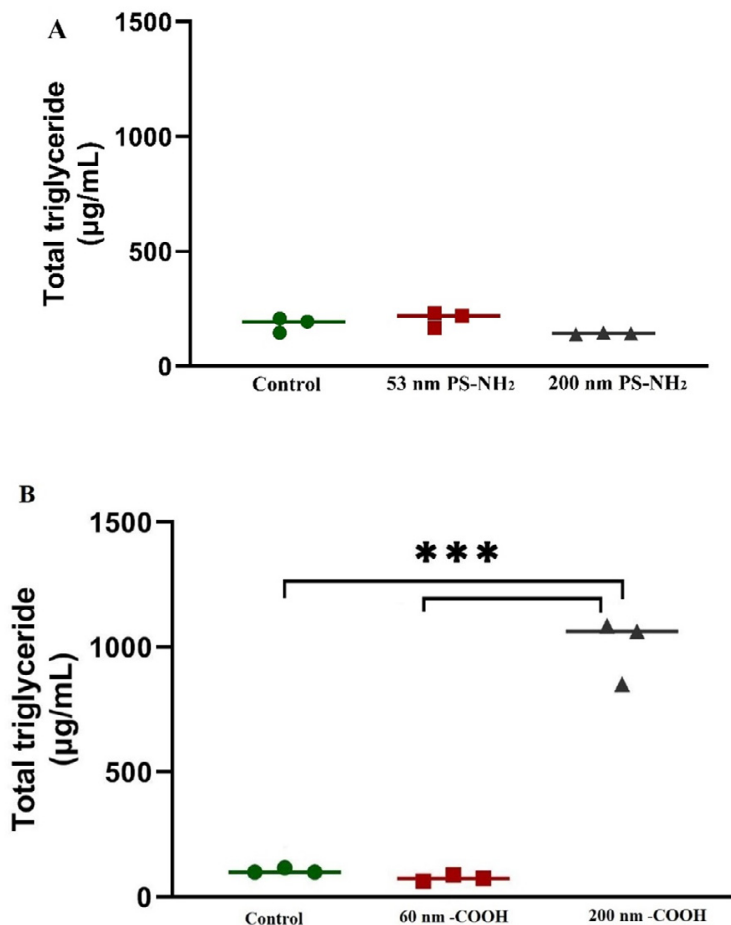 A
1500
1000
500
0
Total triglyceride
(µg/mL)
Control
53 nm PS-NH₂
200 nm PS-NH₂
B
1500
1000
500
0
Total triglyceride
(µg/mL)
***
Control
60 nm -COOH
200 nm -COOH